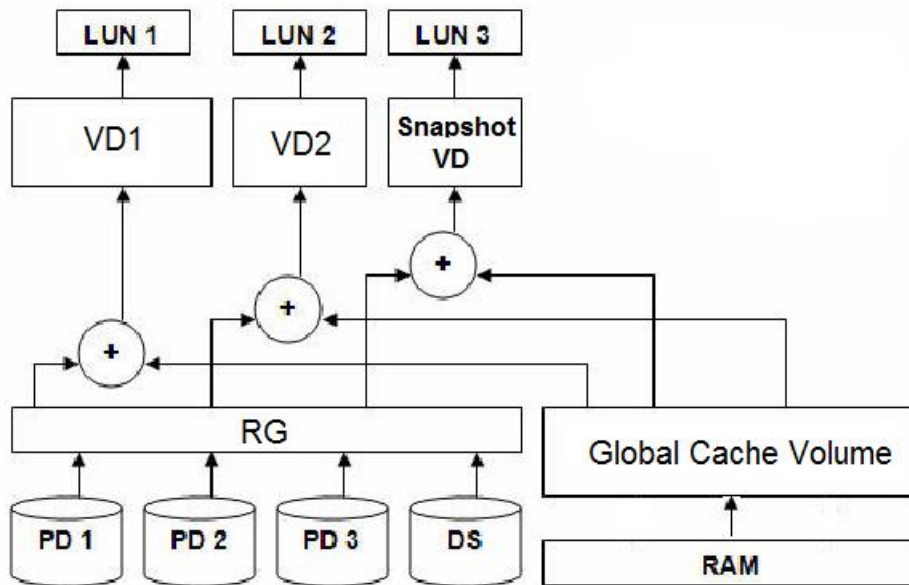 LUN 1
LUN 2
LUN 3
VD1
VD2
Snapshot
VD
+
+
+
RG
Global Cache Volume
PD 1
PD 2
PD 3
DS
RAM